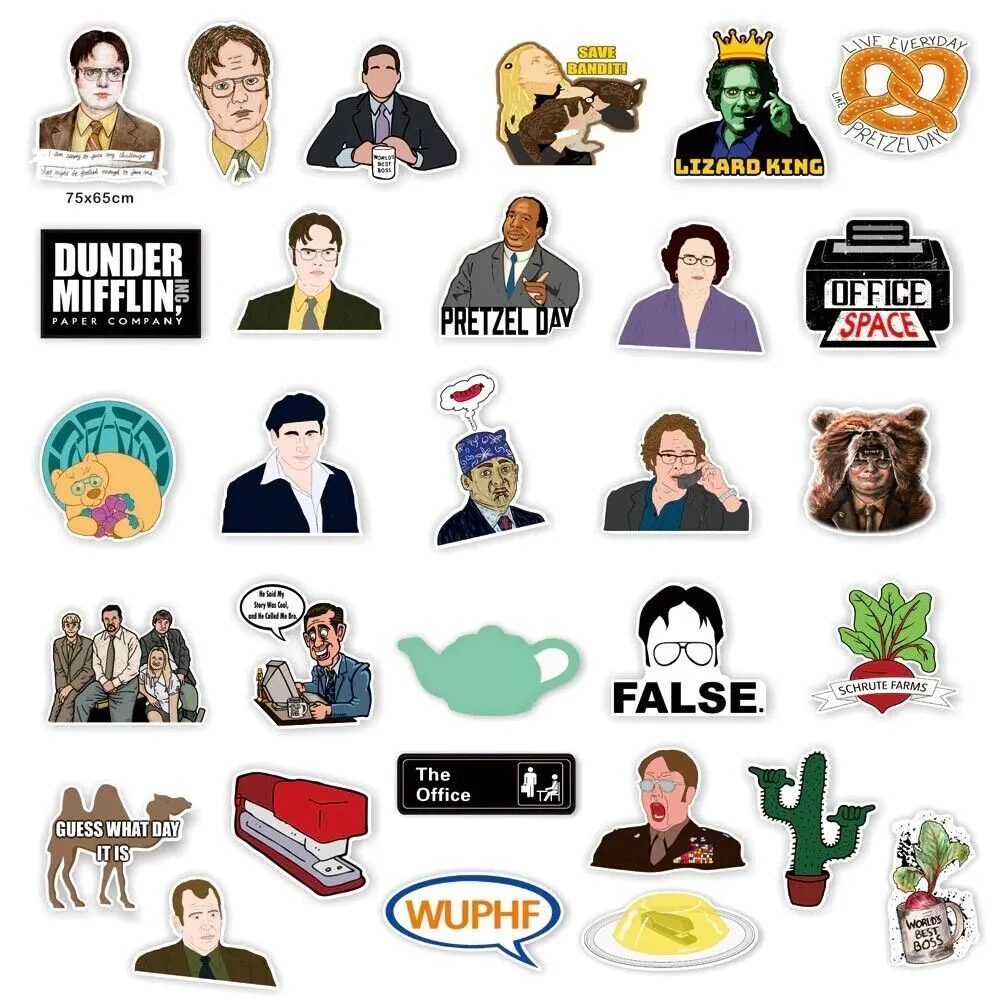 I am ready to face any challenge
that might be foolish enough to face me
75x65cm
WORLD'S
BEST
BOSS
SAVE
BANDIT!
LIZARD KING
LIVE EVERYDAY
LIKE
PRETZEL DAY
DUNDER
MIFFLIN, INC
PAPER COMPANY
PRETZEL DAY
OFFICE
SPACE
He Said My
Story Was Cool,
and He Called Me Bro.
FALSE.
SCHRUTE FARMS
GUESS WHAT DAY
IT IS
The
Office
WUPHF
WORLD'S
BEST
BOSS